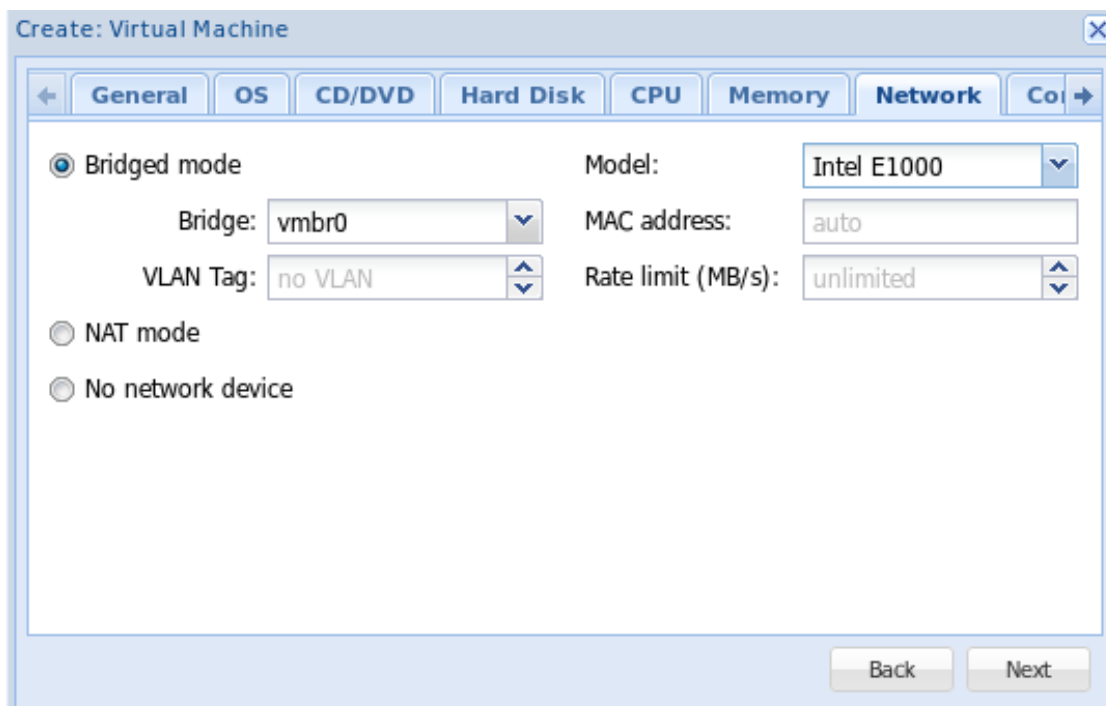 Create: Virtual Machine
General OS CD/DVD Hard Disk CPU Memory Network
Bridged mode Model: Intel E1000
Bridge: vmbr0 MAC address: auto
VLAN Tag: no VLAN Rate limit (MB/s): unlimited
NAT mode
No network device
Back Next